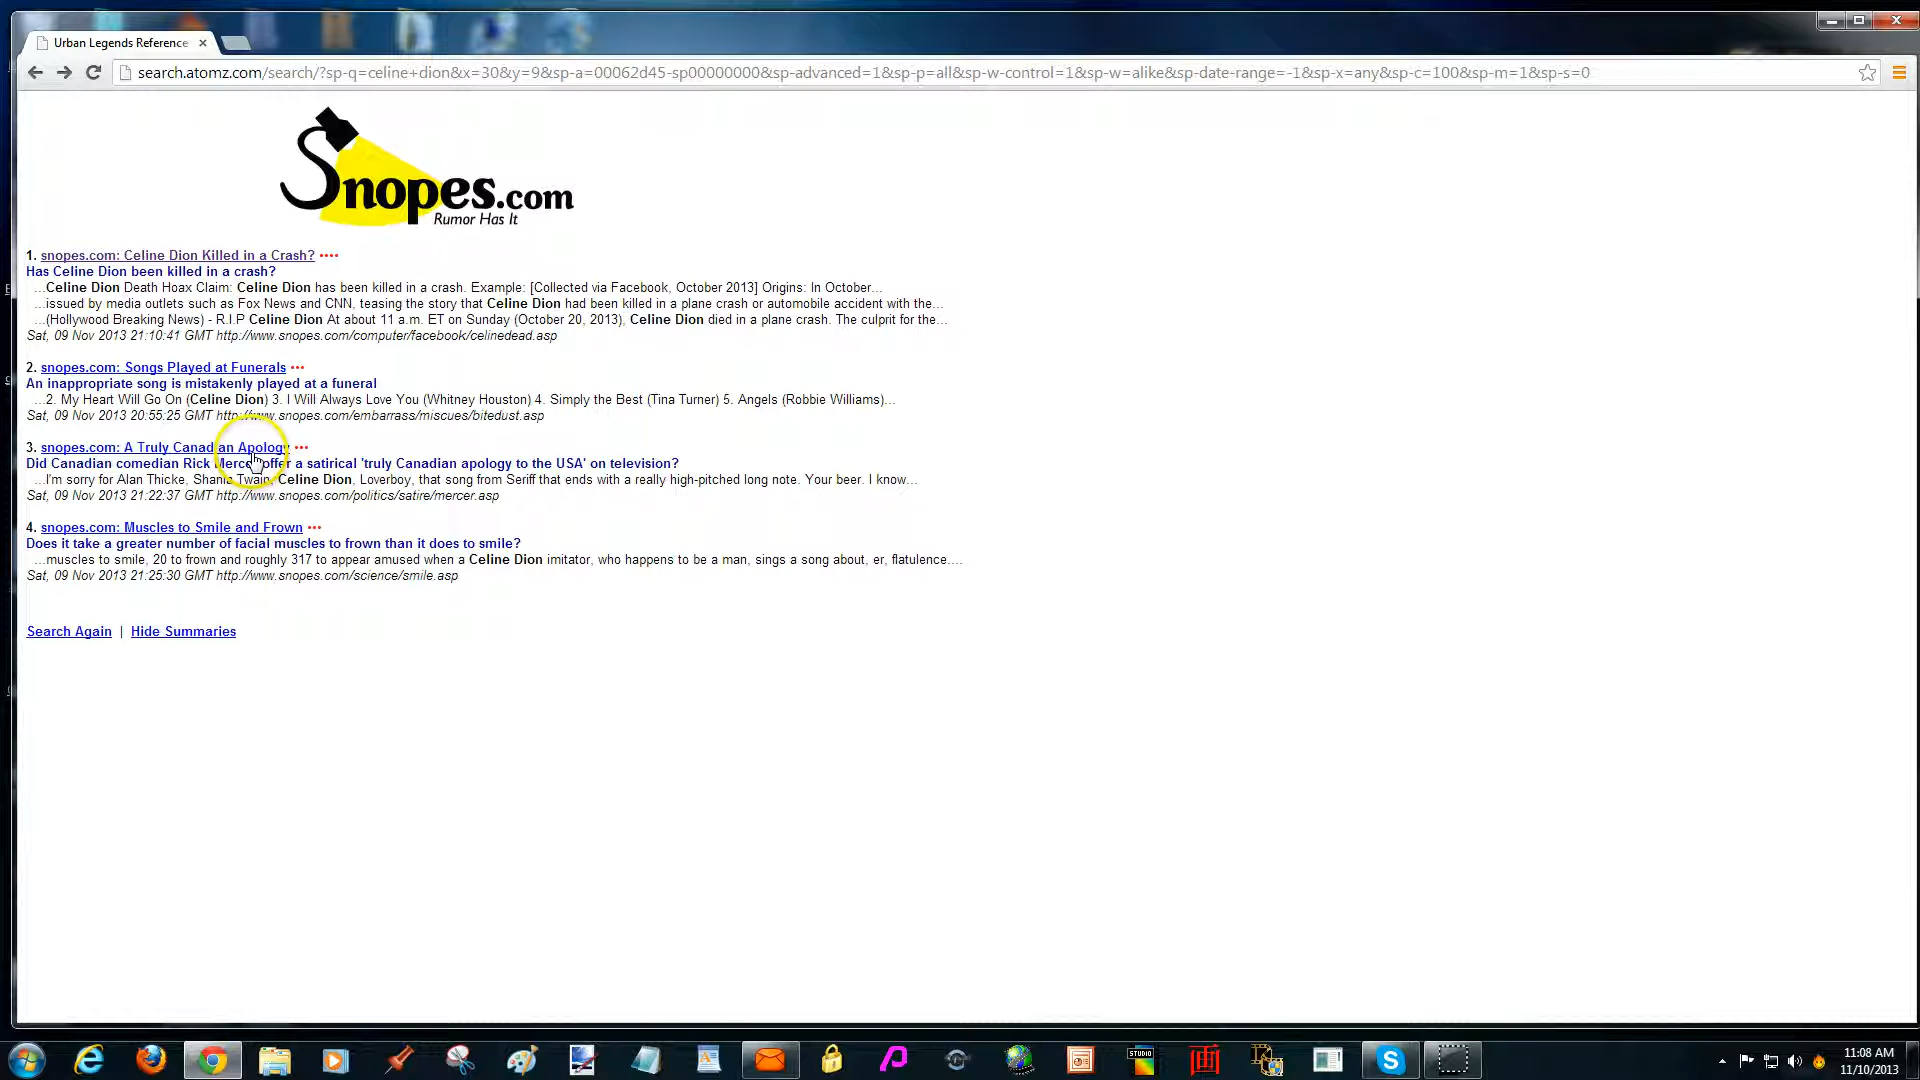 Urban Legends Reference
search.atomz.com/search/?sp-q=celine+dion&x=30&y=9&sp-a=00062d45-sp00000000&sp-advanced=1&sp-p=all&sp-w-control=1&sp-w=alike&sp-date-range=-1&sp-x=any&sp-c=100&sp-m=1&sp-s=0
Snopes.com
Rumor Has It
1. snopes.com: Celine Dion Killed in a Crash? ••••
Has Celine Dion been killed in a crash?
...Celine Dion Death Hoax Claim: Celine Dion has been killed in a crash. Example: [Collected via Facebook, October 2013] Origins: In October...
...issued by media outlets such as Fox News and CNN, teasing the story that Celine Dion had been killed in a plane crash or automobile accident with the...
...(Hollywood Breaking News) - R.I.P Celine Dion At about 11 a.m. ET on Sunday (October 20, 2013), Celine Dion died in a plane crash. The culprit for the...
Sat, 09 Nov 2013 21:10:41 GMT http://www.snopes.com/computer/facebook/celinedead.asp
2. snopes.com: Songs Played at Funerals •••
An inappropriate song is mistakenly played at a funeral
...2. My Heart Will Go On (Celine Dion) 3. I Will Always Love You (Whitney Houston) 4. Simply the Best (Tina Turner) 5. Angels (Robbie Williams)...
Sat, 09 Nov 2013 20:55:25 GMT http://www.snopes.com/embarrass/miscues/bitedust.asp
3. snopes.com: A Truly Canadian Apology •••
Did Canadian comedian Rick Mercer offer a satirical 'truly Canadian apology to the USA' on television?
...I'm sorry for Alan Thicke, Shania Twain, Celine Dion, Loverboy, that song from Seriff that ends with a really high-pitched long note. Your beer. I know...
Sat, 09 Nov 2013 21:22:37 GMT http://www.snopes.com/politics/satire/mercer.asp
4. snopes.com: Muscles to Smile and Frown •••
Does it take a greater number of facial muscles to frown than it does to smile?
...muscles to smile, 20 to frown and roughly 317 to appear amused when a Celine Dion imitator, who happens to be a man, sings a song about, er, flatulence....
Sat, 09 Nov 2013 21:25:30 GMT http://www.snopes.com/science/smile.asp
Search Again | Hide Summaries
STUDIO
画
11:08 AM
11/10/2013